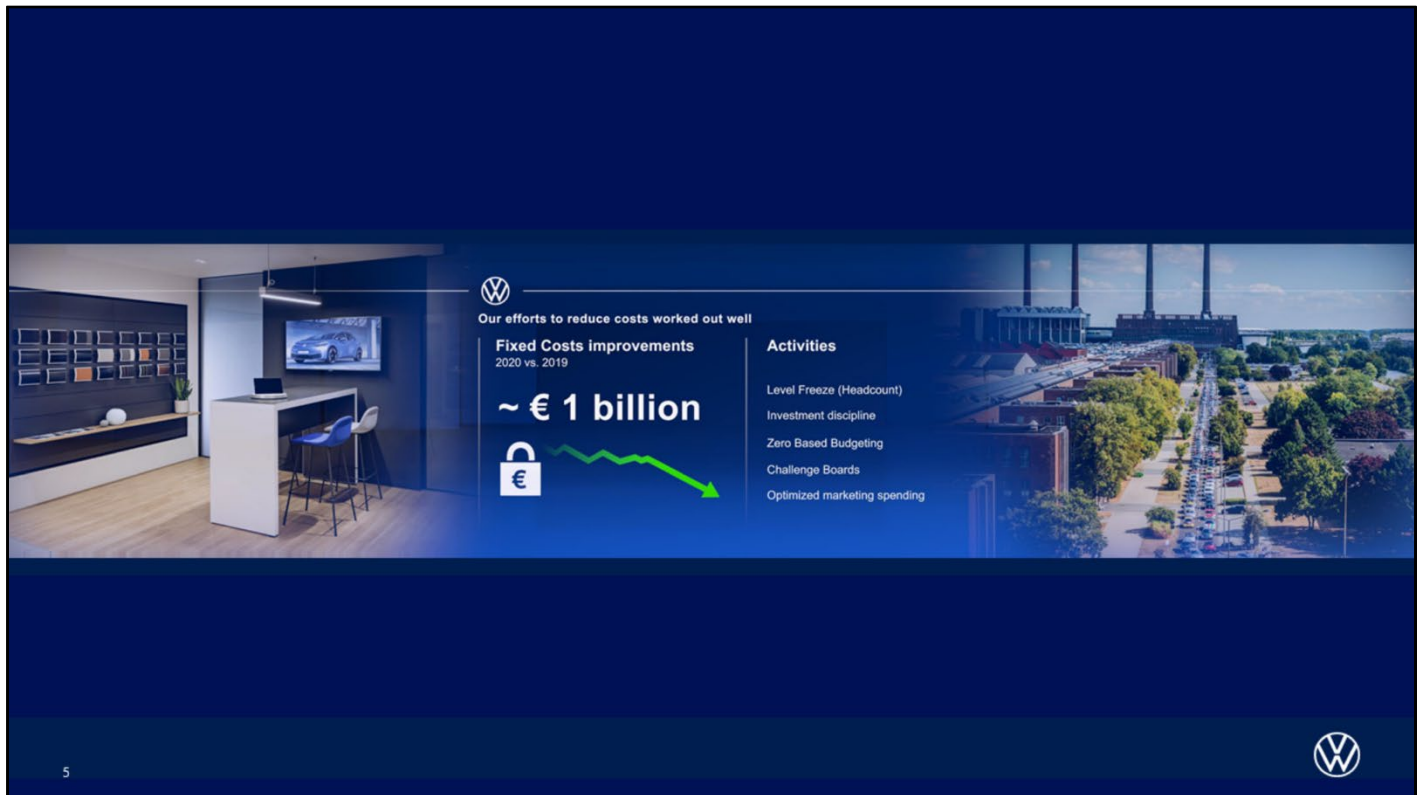 Our efforts to reduce costs worked out well
Fixed Costs improvements
2020 vs. 2019
~ € 1 billion
€
Activities
Level Freeze (Headcount)
Investment discipline
Zero Based Budgeting
Challenge Boards
Optimized marketing spending
5